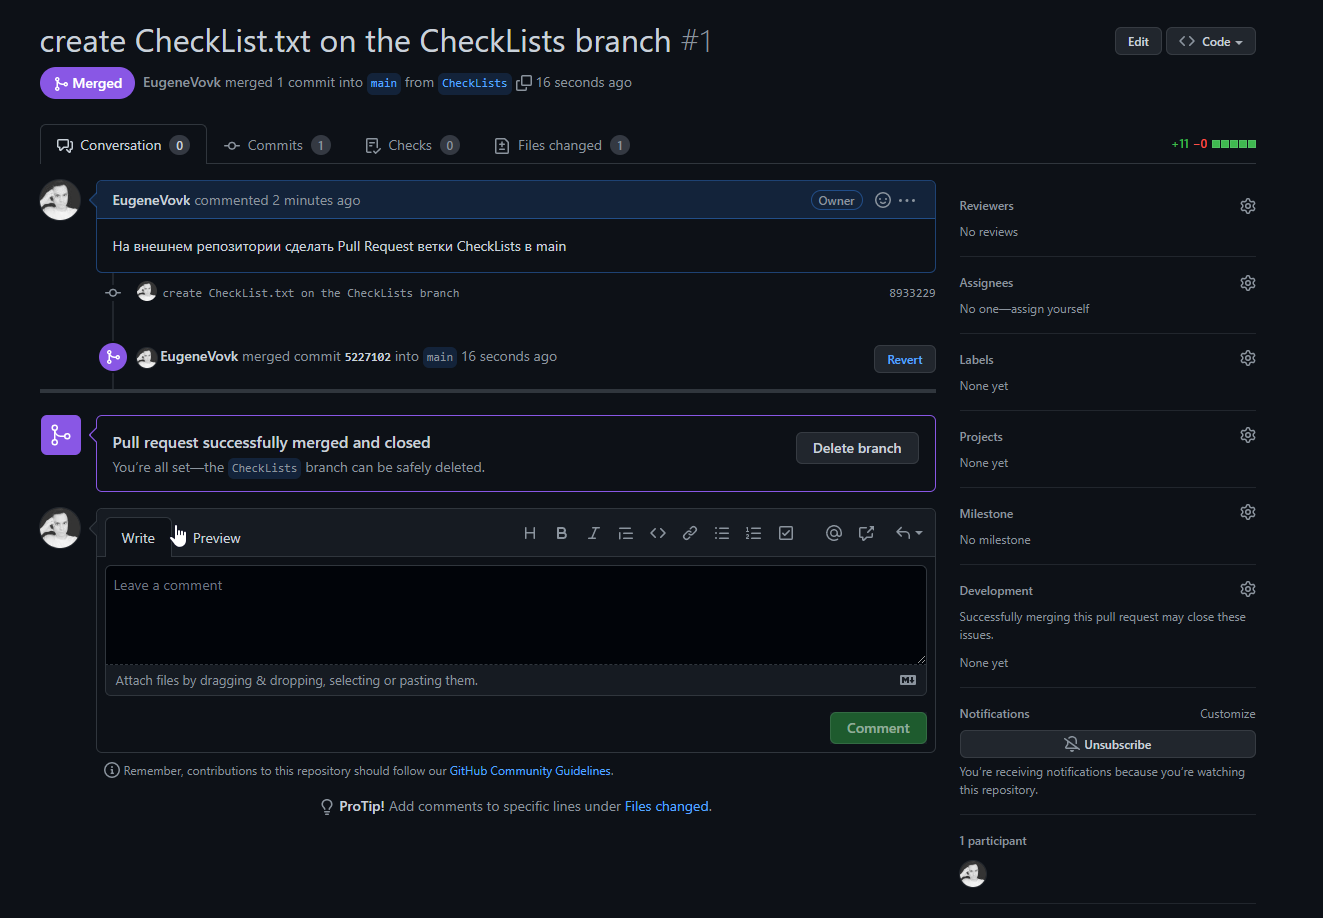 create CheckList.txt on the CheckLists branch #1
Edit
Code
Merged
EugeneVovk merged 1 commit into main from CheckLists 16 seconds ago
Conversation 0
Commits 1
Checks 0
Files changed 1
+11 −0
EugeneVovk commented 2 minutes ago
Owner
На внешнем репозитории сделать Pull Request ветки CheckLists в main
create CheckList.txt on the CheckLists branch
8933229
EugeneVovk merged commit 5227102 into main 16 seconds ago
Revert
Pull request successfully merged and closed
You're all set—the CheckLists branch can be safely deleted.
Delete branch
Write
Preview
H B I
Leave a comment
Attach files by dragging & dropping, selecting or pasting them.
Comment
Remember, contributions to this repository should follow our GitHub Community Guidelines.
ProTip! Add comments to specific lines under Files changed.
Reviewers
No reviews
Assignees
No one—assign yourself
Labels
None yet
Projects
None yet
Milestone
No milestone
Development
Successfully merging this pull request may close these
issues.
None yet
Notifications
Customize
Unsubscribe
You're receiving notifications because you're watching
this repository.
1 participant